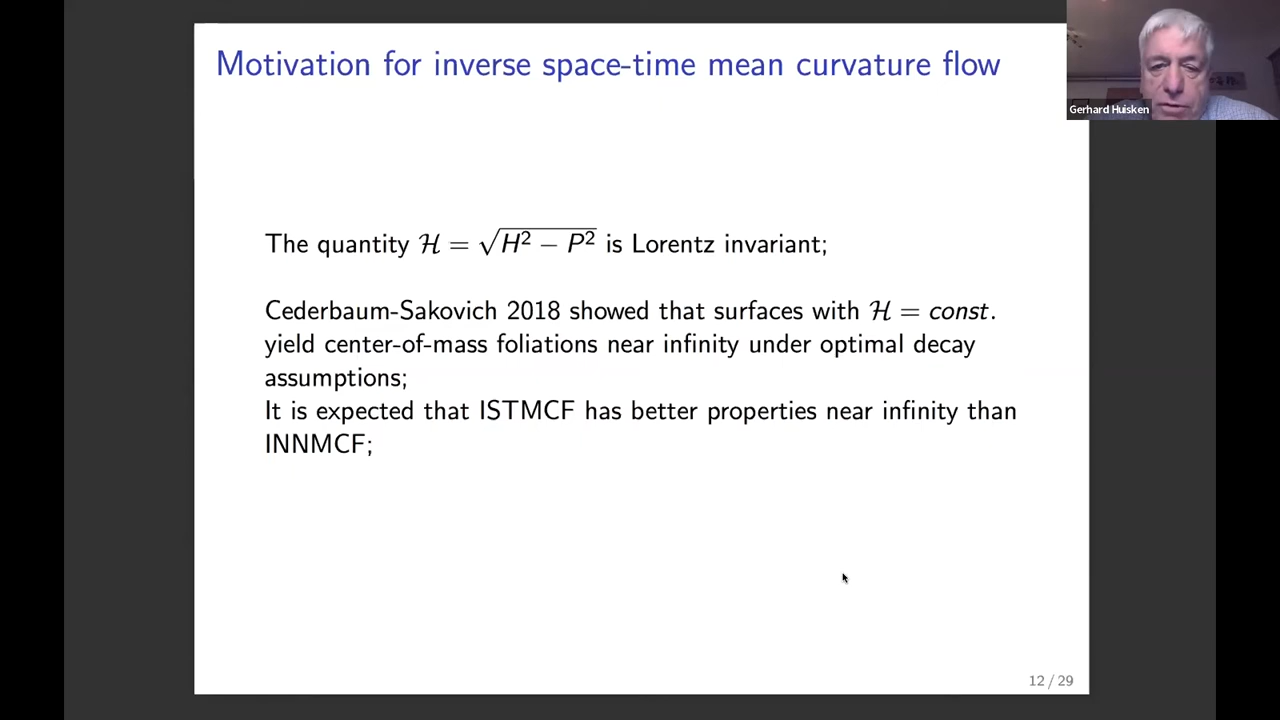 Motivation for inverse space-time mean curvature flow
Gerhard Huisken
The quantity ℋ = √(H² − P²) is Lorentz invariant;
Cederbaum-Sakovich 2018 showed that surfaces with ℋ = const.
yield center-of-mass foliations near infinity under optimal decay
assumptions;
It is expected that ISTMCF has better properties near infinity than
INNMCF;
12 / 29